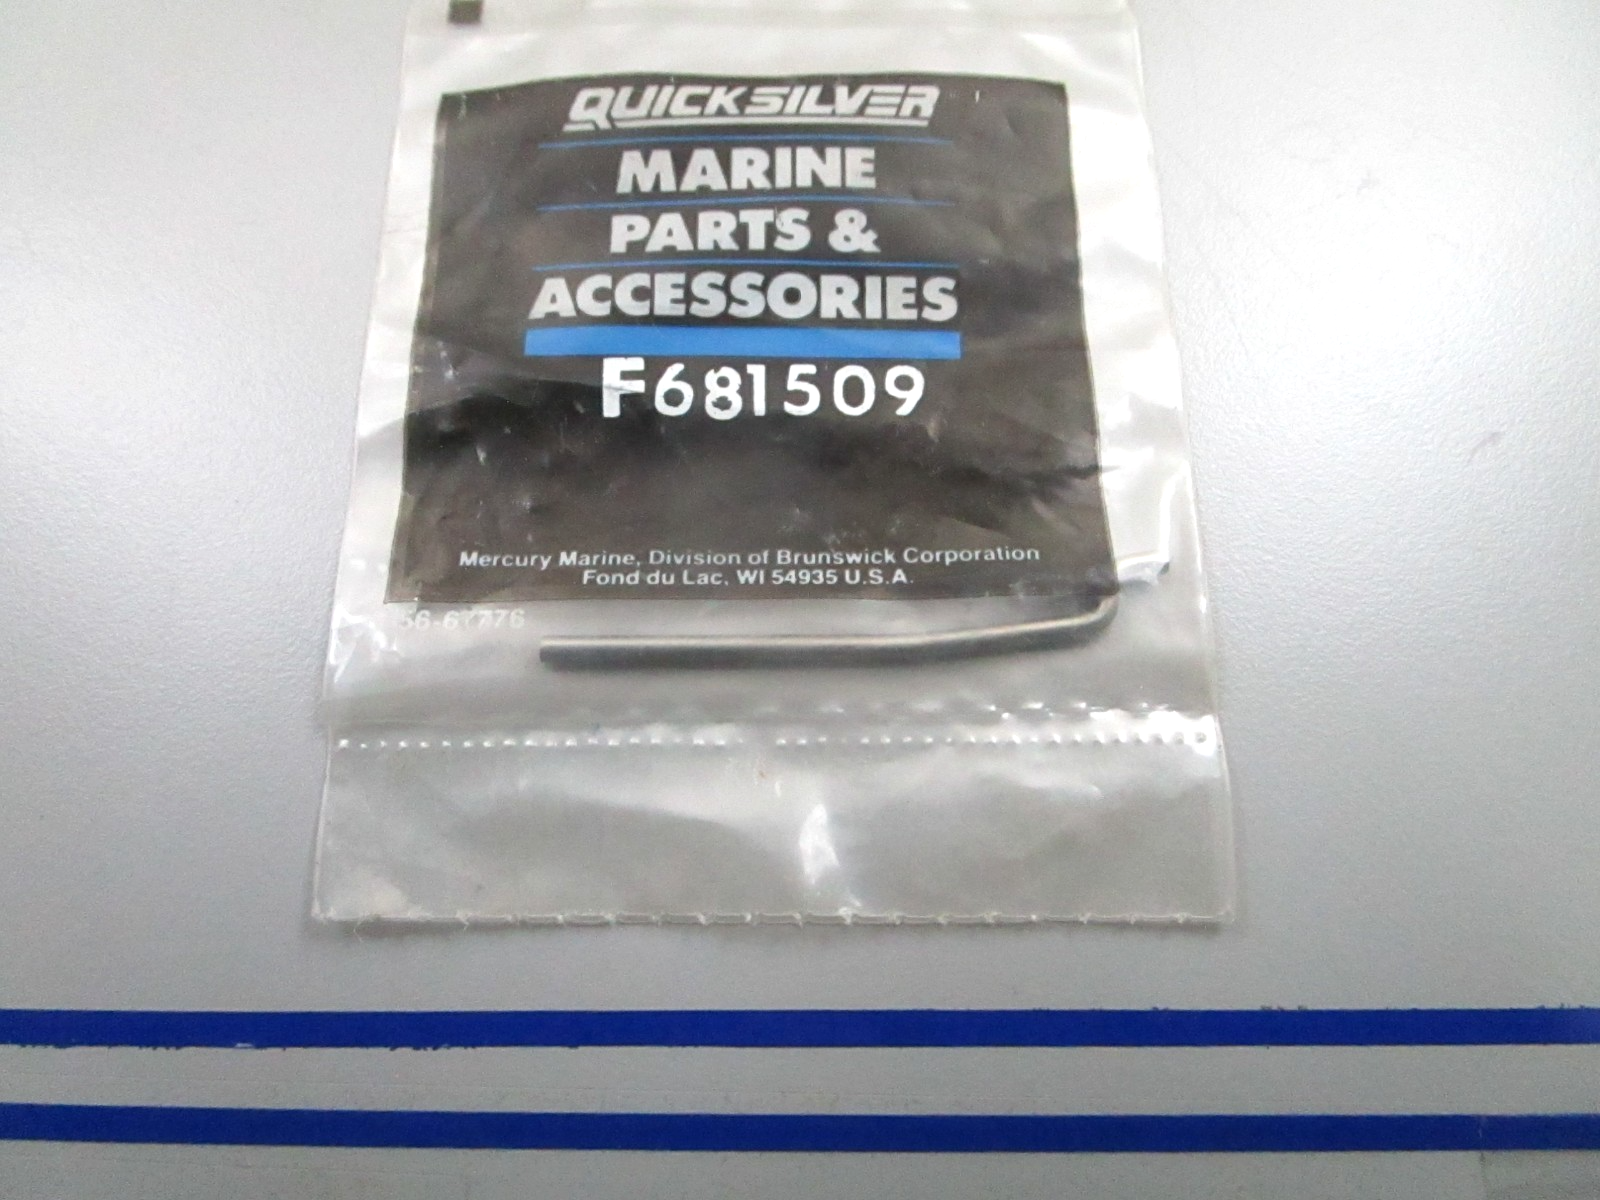 QUICKSILVER
MARINE
PARTS &
ACCESSORIES
F681509
Mercury Marine, Division of Brunswick Corporation
Fond du Lac, WI 54935 U.S.A.